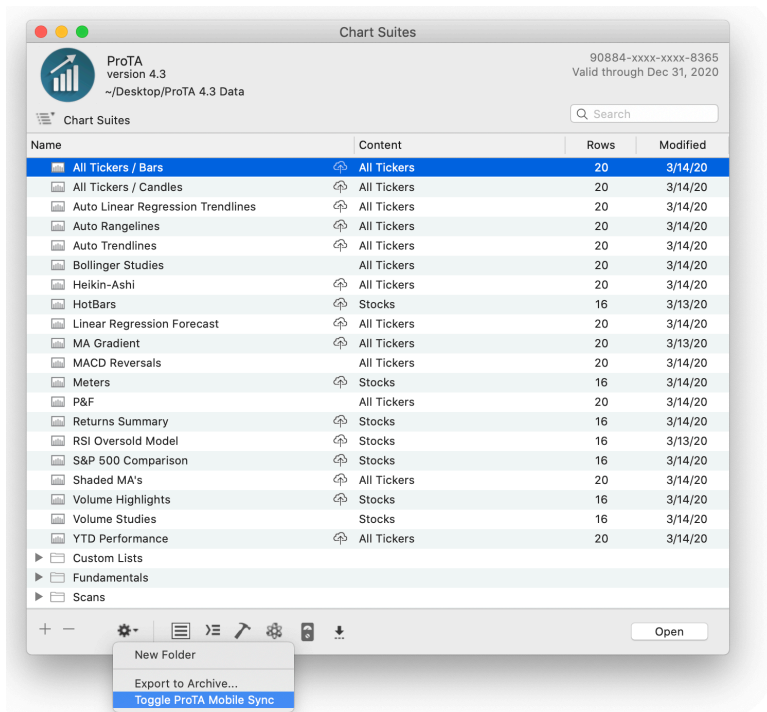 Chart Suites
ProTA
version 4.3
~/Desktop/ProTA 4.3 Data
90884-xxxx-xxxx-8365
Valid through Dec 31, 2020
Chart Suites
Search
Name Content Rows Modified
All Tickers / Bars All Tickers 20 3/14/20
All Tickers / Candles All Tickers 20 3/14/20
Auto Linear Regression Trendlines All Tickers 20 3/14/20
Auto Rangelines All Tickers 20 3/14/20
Auto Trendlines All Tickers 20 3/14/20
Bollinger Studies All Tickers 20 3/14/20
Heikin-Ashi All Tickers 20 3/14/20
HotBars Stocks 16 3/13/20
Linear Regression Forecast All Tickers 20 3/14/20
MA Gradient All Tickers 20 3/13/20
MACD Reversals All Tickers 20 3/14/20
Meters Stocks 16 3/14/20
P&F All Tickers 20 3/14/20
Returns Summary Stocks 16 3/14/20
RSI Oversold Model Stocks 16 3/13/20
S&P 500 Comparison Stocks 16 3/14/20
Shaded MA's All Tickers 20 3/14/20
Volume Highlights Stocks 16 3/14/20
Volume Studies Stocks 16 3/14/20
YTD Performance All Tickers 20 3/14/20
Custom Lists
Fundamentals
Scans
Open
New Folder
Export to Archive...
Toggle ProTA Mobile Sync